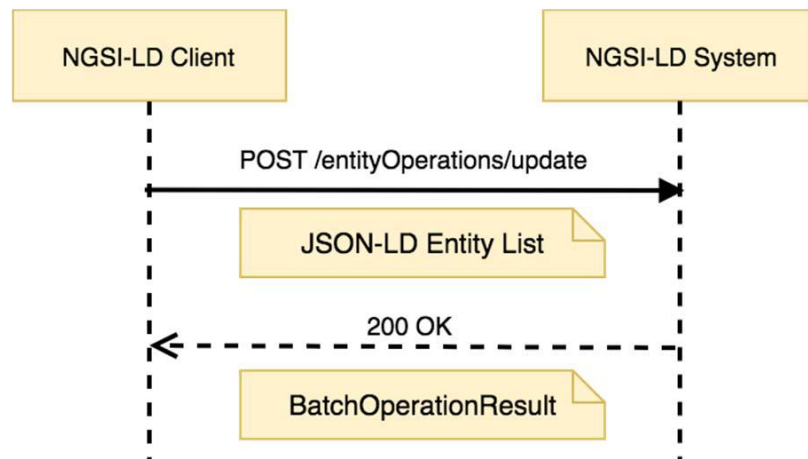 NGSI-LD Client
NGSI-LD System
POST /entityOperations/update
JSON-LD Entity List
200 OK
BatchOperationResult